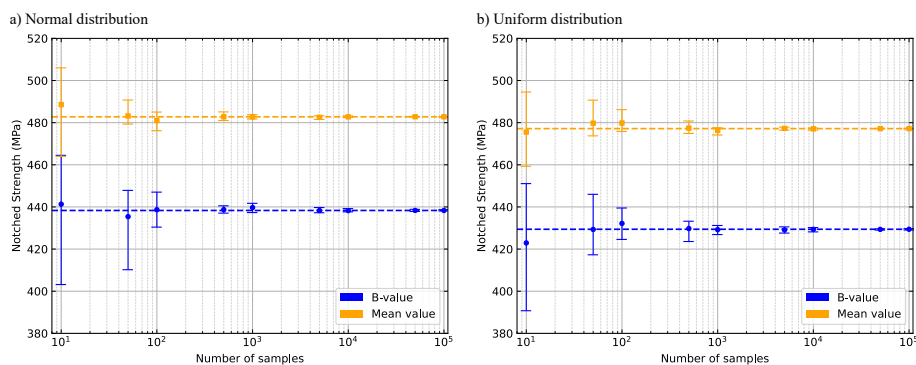 a) Normal distribution
520
500
480
460
440
420
400
380
Notched Strength (MPa)
10¹
10²
10³
10⁴
10⁵
Number of samples
B-value
Mean value
b) Uniform distribution
520
500
480
460
440
420
400
380
Notched Strength (MPa)
10¹
10²
10³
10⁴
10⁵
Number of samples
B-value
Mean value